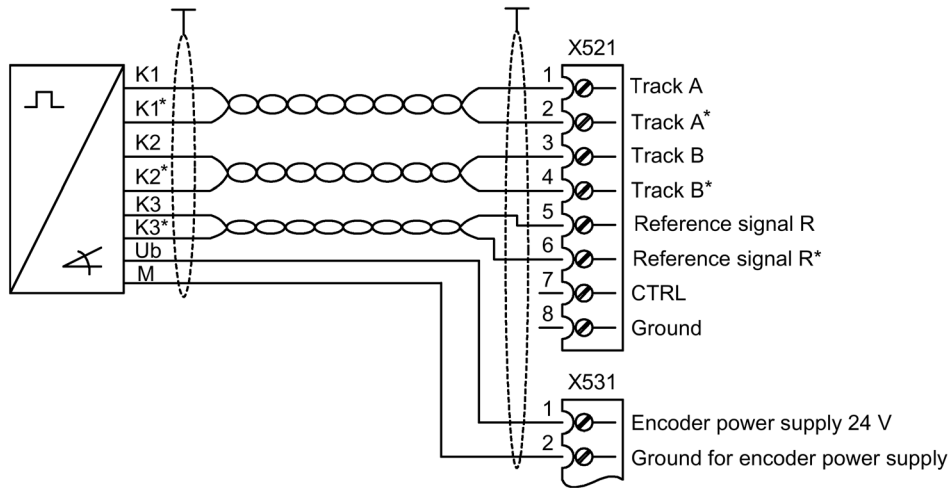 X521
K1
1
Track A
K1*
2
Track A*
K2
3
Track B
K2*
4
Track B*
K3
5
Reference signal R
K3*
6
Reference signal R*
Ub
M
7
CTRL
8
Ground
X531
1
Encoder power supply 24 V
2
Ground for encoder power supply